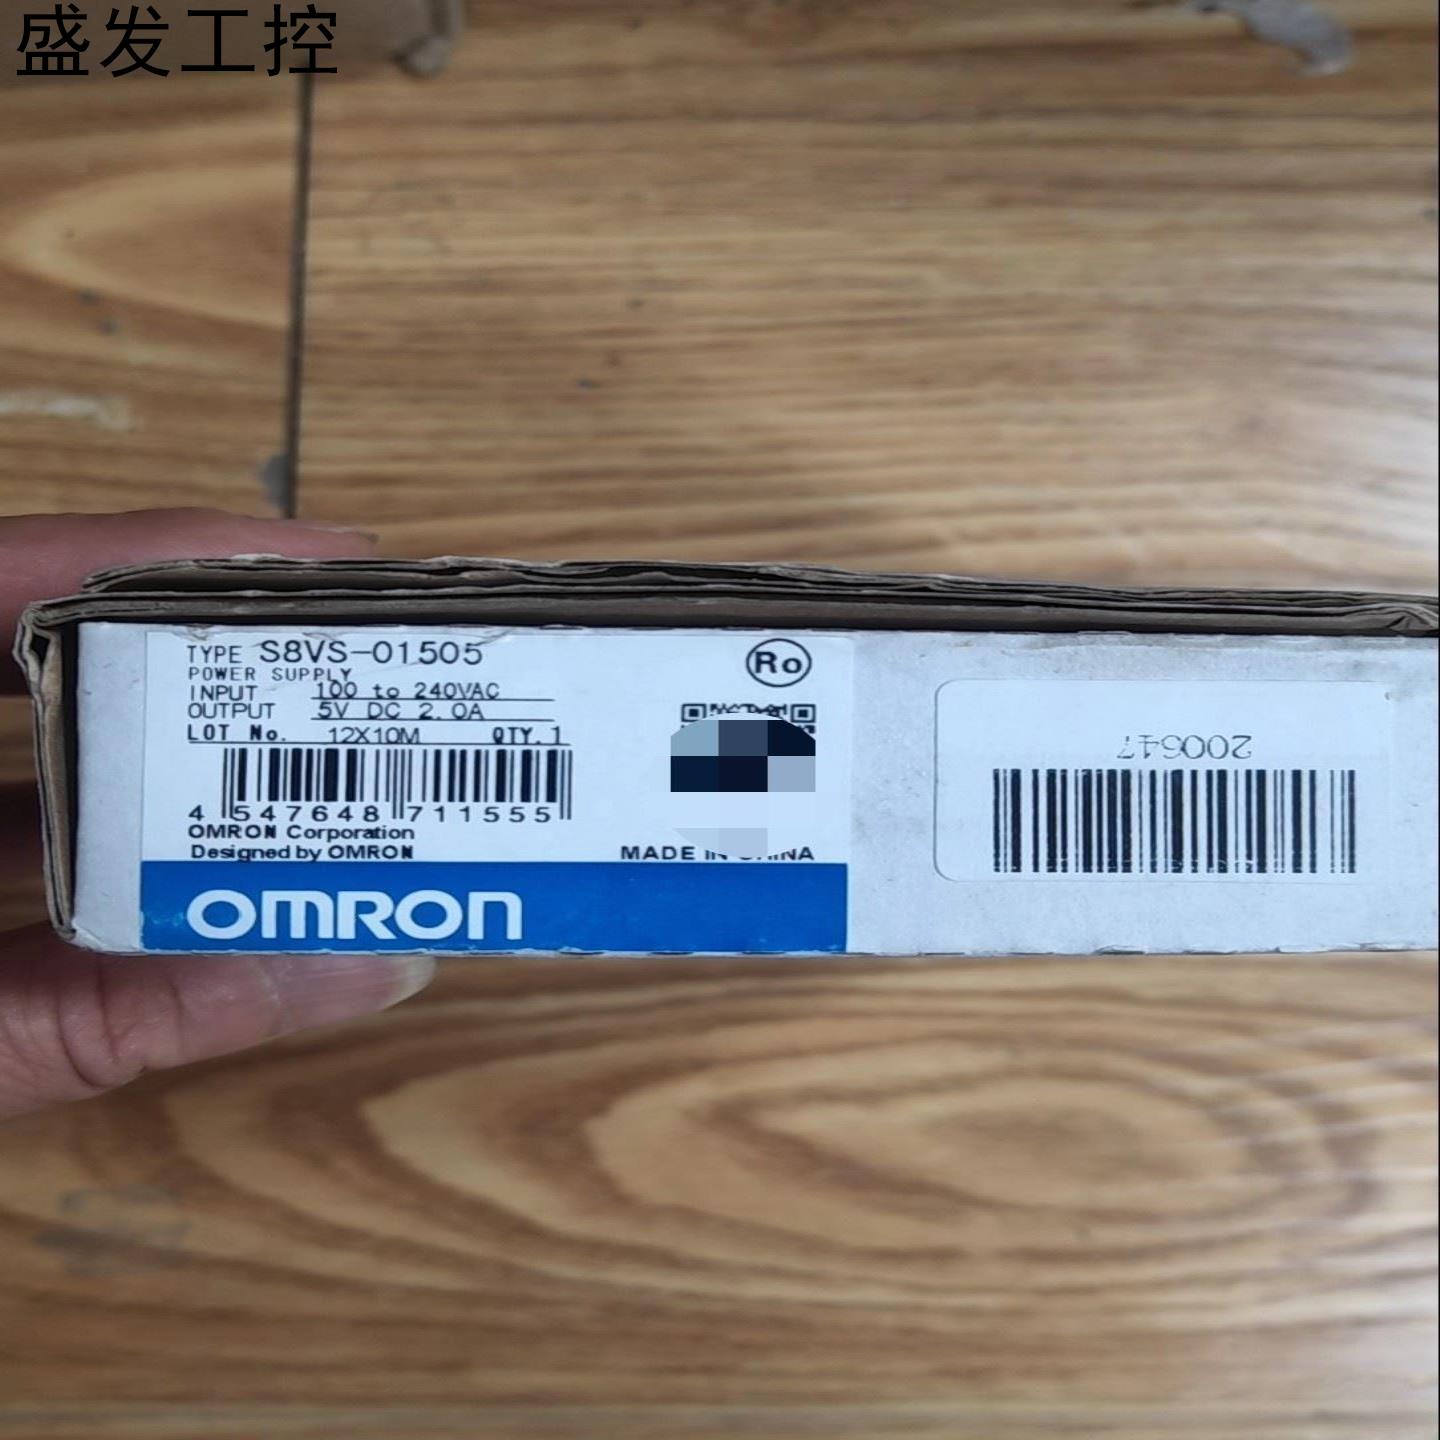 盛发工控
TYPE S8VS-01505
POWER SUPPLY
INPUT 100 to 240VAC
OUTPUT 5V DC 2.0A
LOT No. 12X10M QTY.1
4 547648 711555
OMRON Corporation
Designed by OMRON
MADE IN CHINA
Ro
OMRON
200647